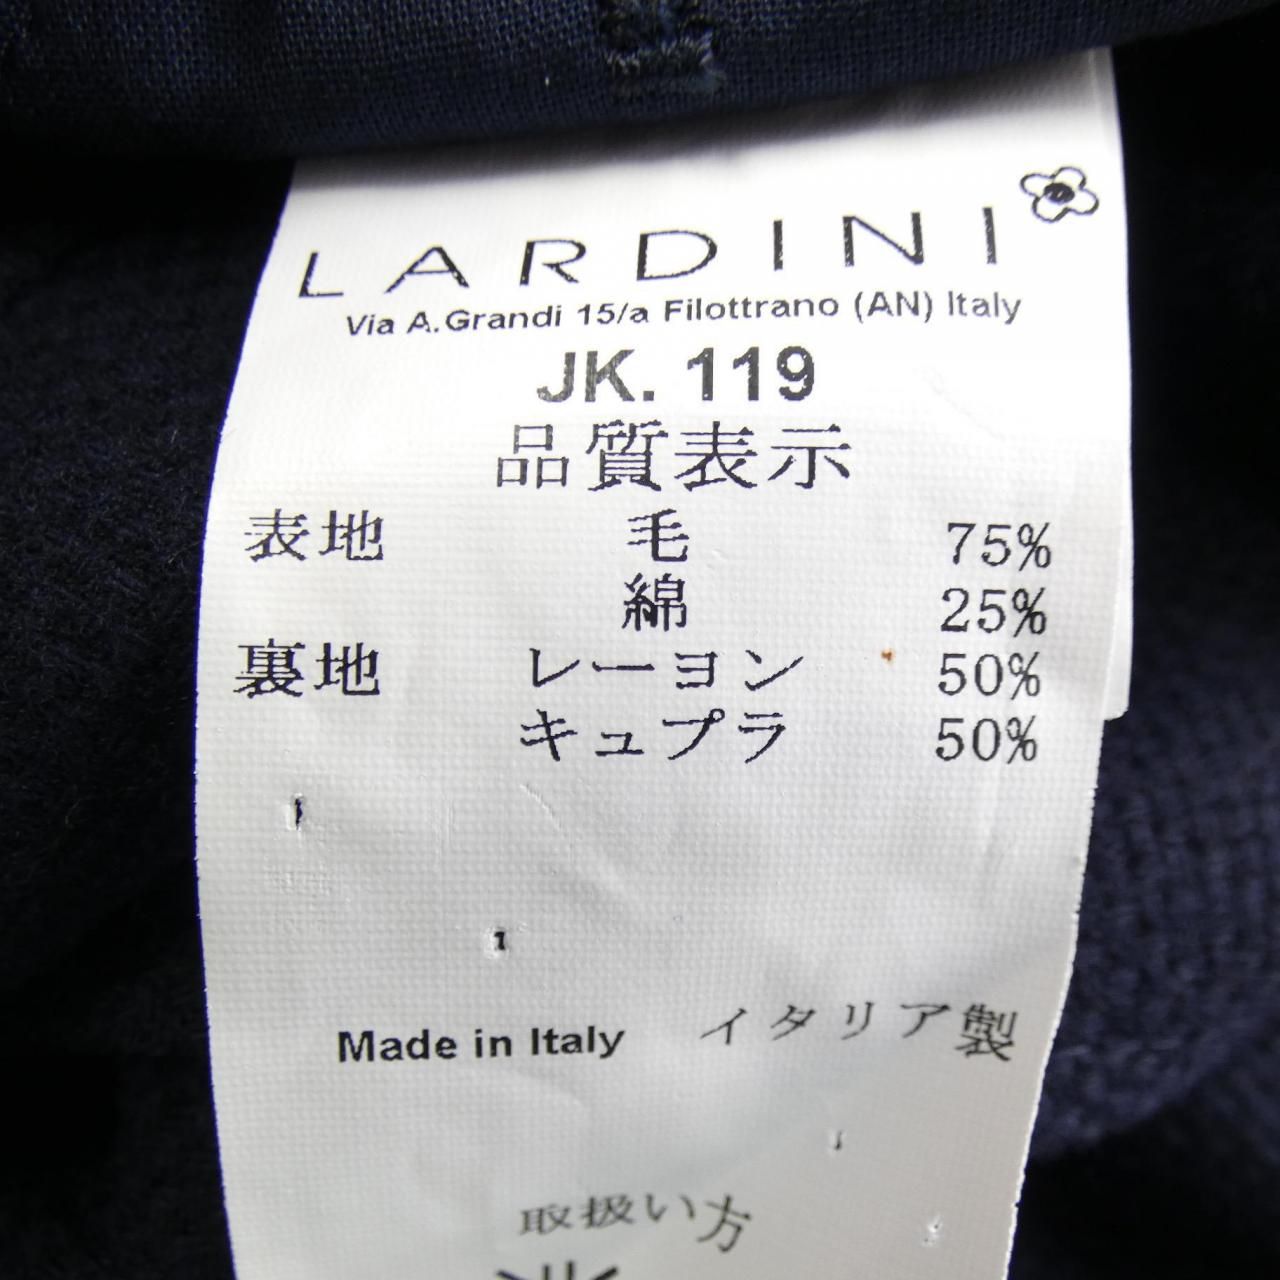 LARDINI
Via A.Grandi 15/a Filottrano (AN) Italy
JK. 119
品質表示
表地 毛 75%
綿 25%
裏地 レーヨン 50%
キュプラ 50%
Made in Italy イタリア製
取扱い方